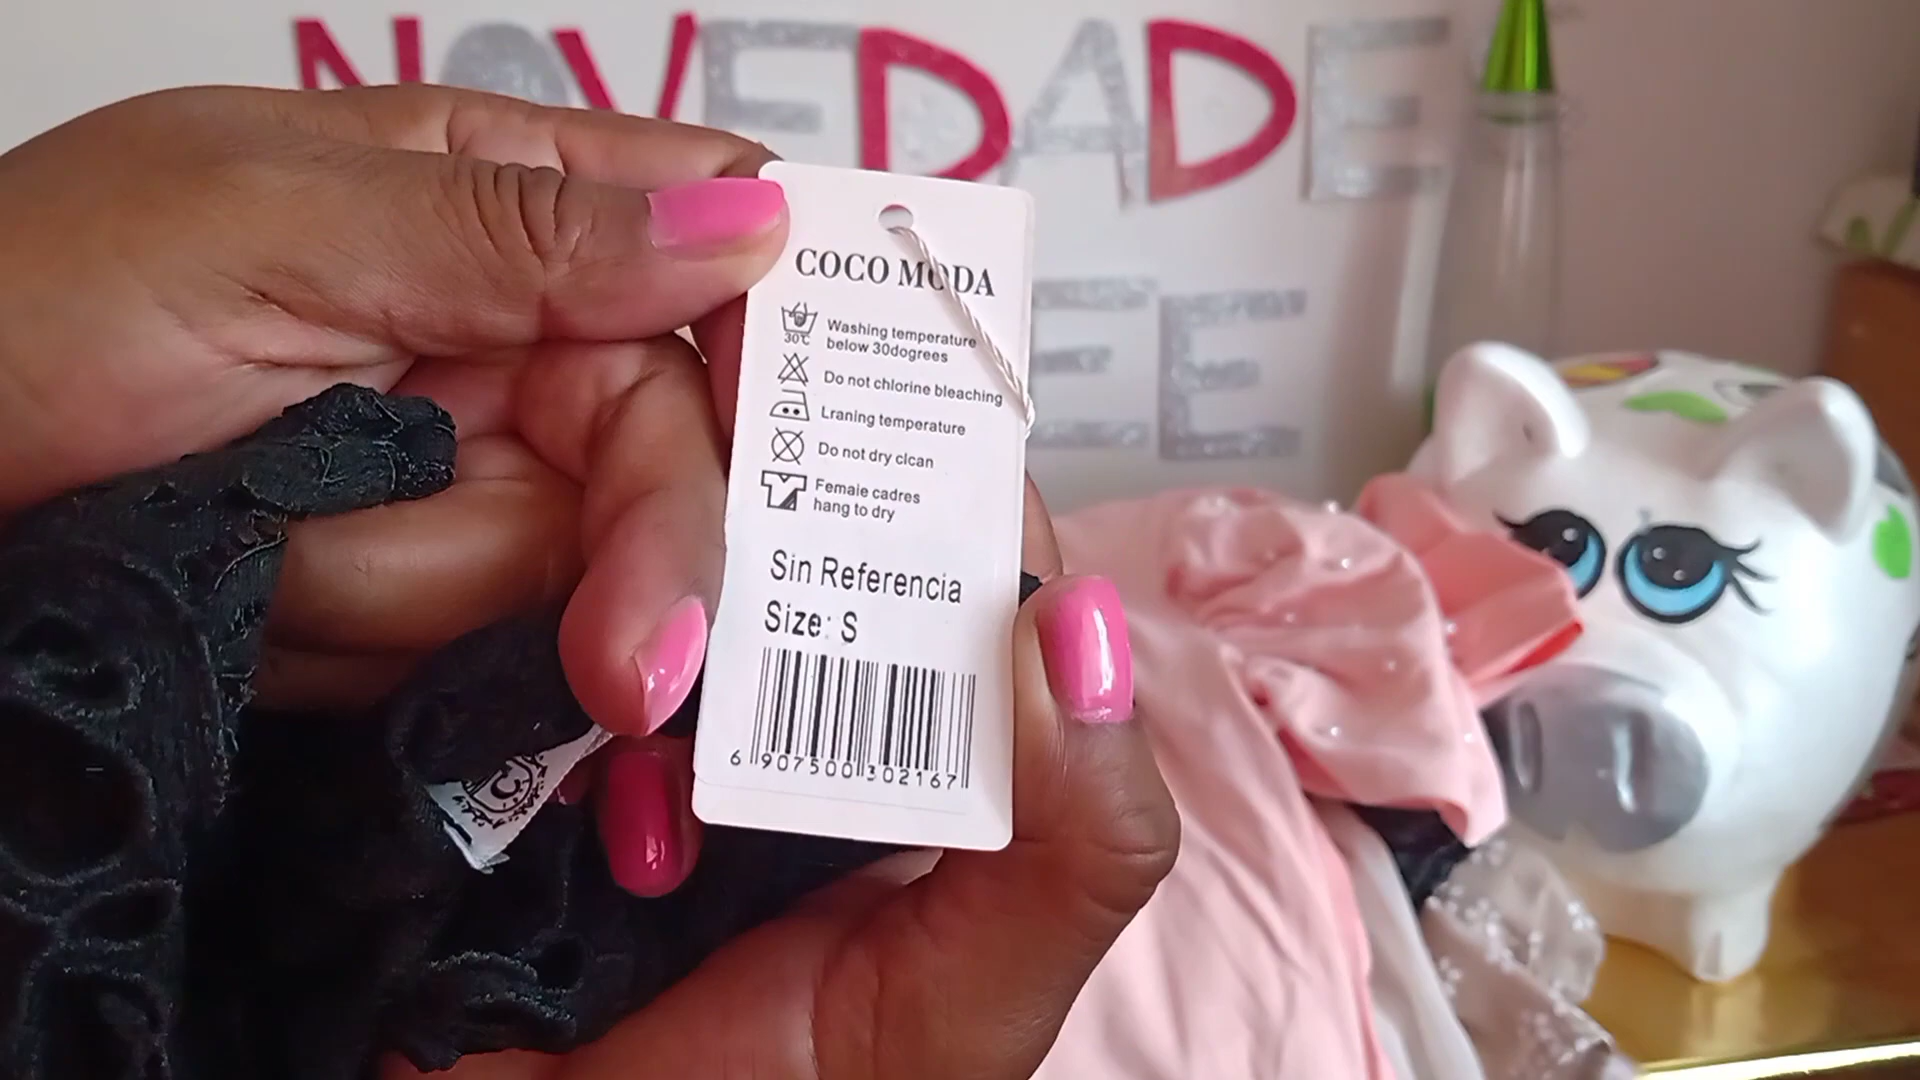 NOVEDADE
EE
COCO MODA
30°C
Washing temperature
below 30dogrees
Do not chlorine bleaching
Lraning temperature
Do not dry clcan
Femaie cadres
hang to dry
Sin Referencia
Size: S
6 907500 302167